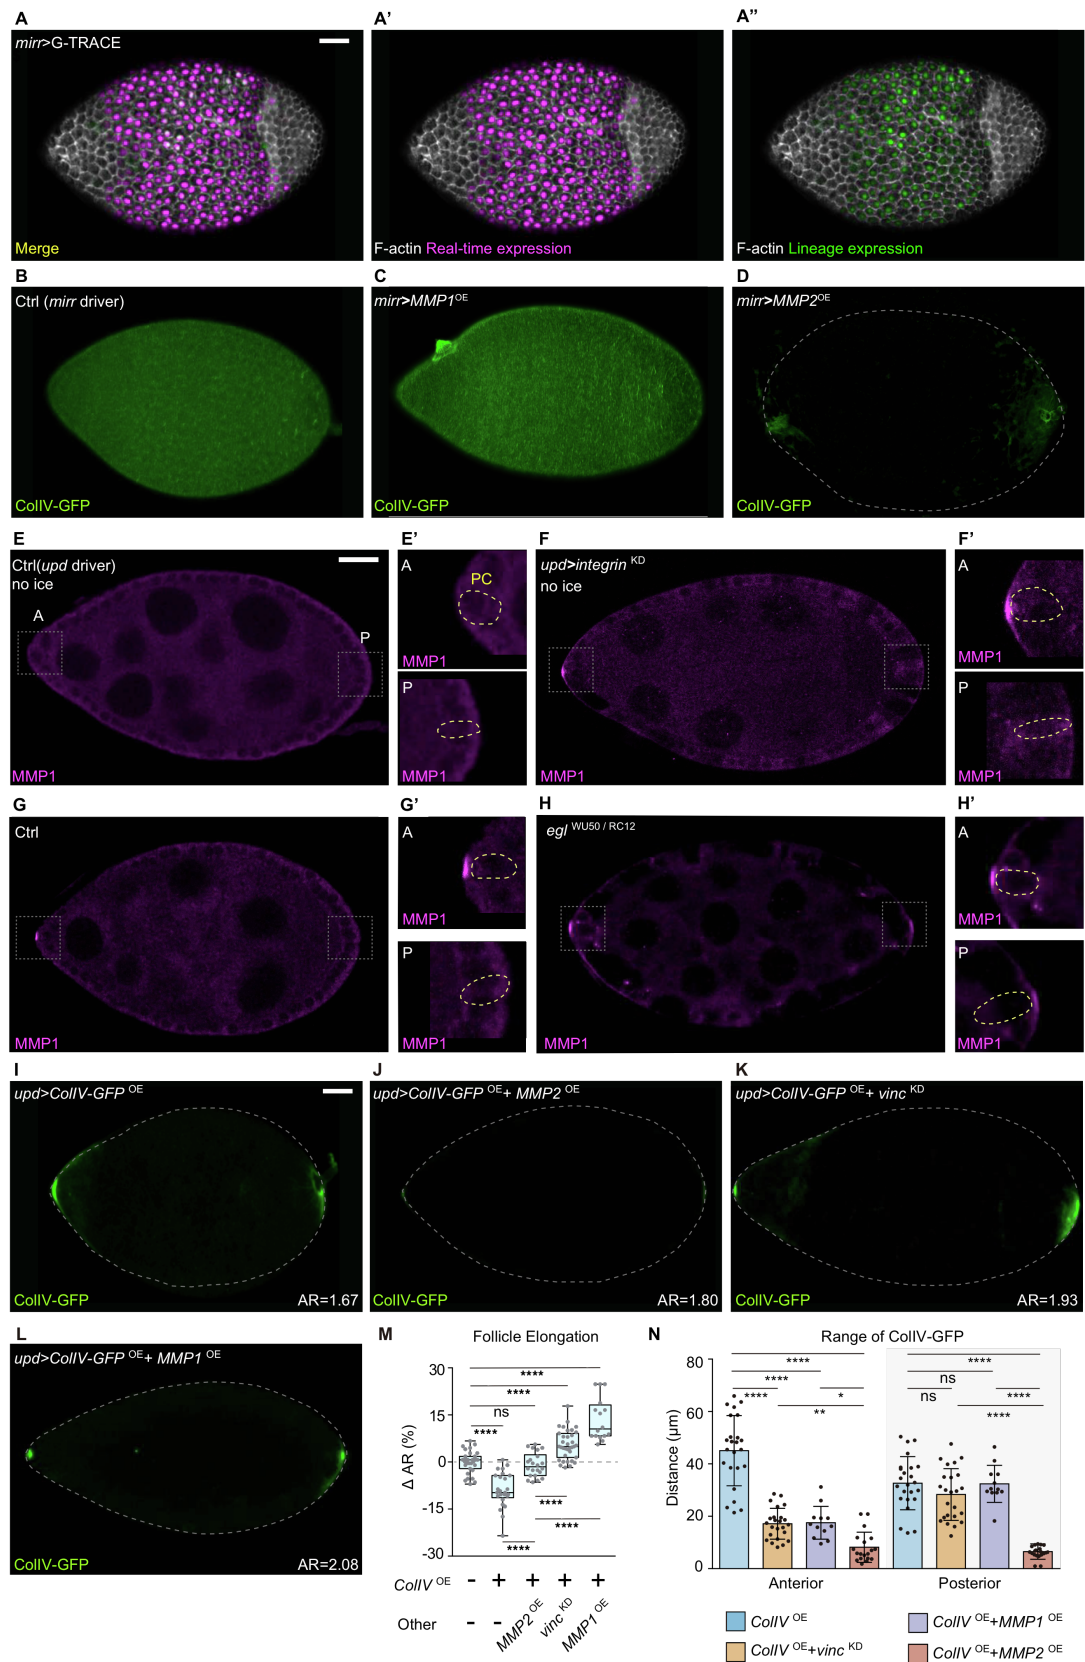 A
mirr>G-TRACE
Merge
A’
F-actin Real-time expression
A”
F-actin Lineage expression
B
Ctrl (mirr driver)
ColIV-GFP
C
mirr>MMP1OE
ColIV-GFP
D
mirr>MMP2OE
ColIV-GFP
E
Ctrl(upd driver)
no ice
A
P
MMP1
E’
A
PC
MMP1
P
MMP1
F
upd>integrin KD
no ice
MMP1
F’
A
MMP1
P
MMP1
G
Ctrl
MMP1
G’
A
MMP1
P
MMP1
H
egl WU50 / RC12
MMP1
H’
A
MMP1
P
MMP1
I
upd>ColIV-GFP OE
ColIV-GFP
AR=1.67
J
upd>ColIV-GFP OE+ MMP2 OE
ColIV-GFP
AR=1.80
K
upd>ColIV-GFP OE+ vinc KD
ColIV-GFP
AR=1.93
L
upd>ColIV-GFP OE+ MMP1 OE
ColIV-GFP
AR=2.08
M
Follicle Elongation
Δ AR (%)
30
15
0
-15
-30
****
****
ns
****
****
****
****
ColIV OE - + + + +
Other - - MMP2 OE vinc KD MMP1 OE
N
Range of ColIV-GFP
Distance (μm)
80
60
40
20
0
****
****
****
*
**
****
ns
ns
****
****
Anterior
Posterior
ColIV OE
ColIV OE+MMP1 OE
ColIV OE+vinc KD
ColIV OE+MMP2 OE